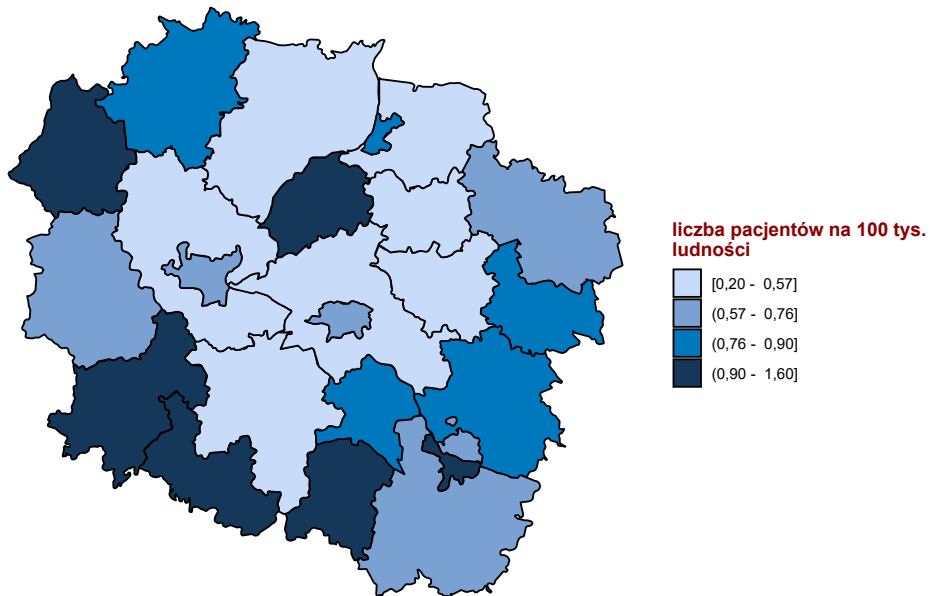 liczba pacjentów na 100 tys.
ludności
[0,20 - 0,57]
(0,57 - 0,76]
(0,76 - 0,90]
(0,90 - 1,60]